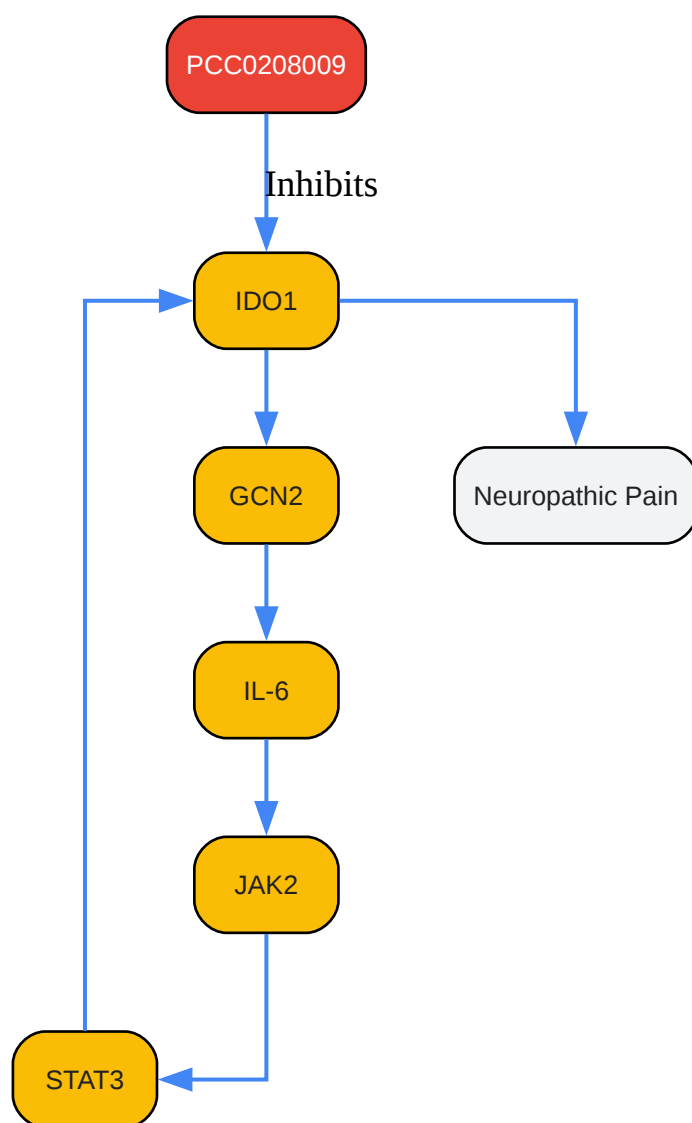 PCC0208009
Inhibits
IDO1
GCN2
Neuropathic Pain
IL-6
JAK2
STAT3